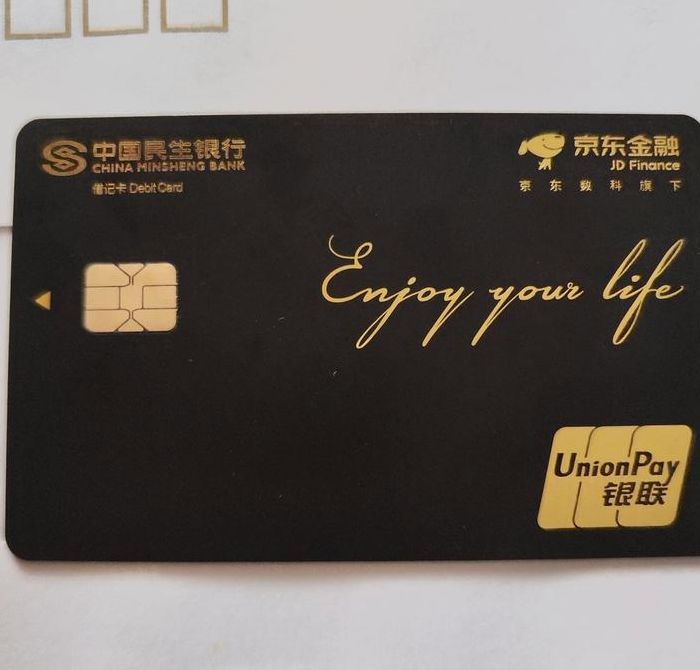 中国民生银行
CHINA MINSHENG BANK
借记卡 Debit Card
京东金融
JD Finance
京东数科旗下
Enjoy your life
UnionPay
银联